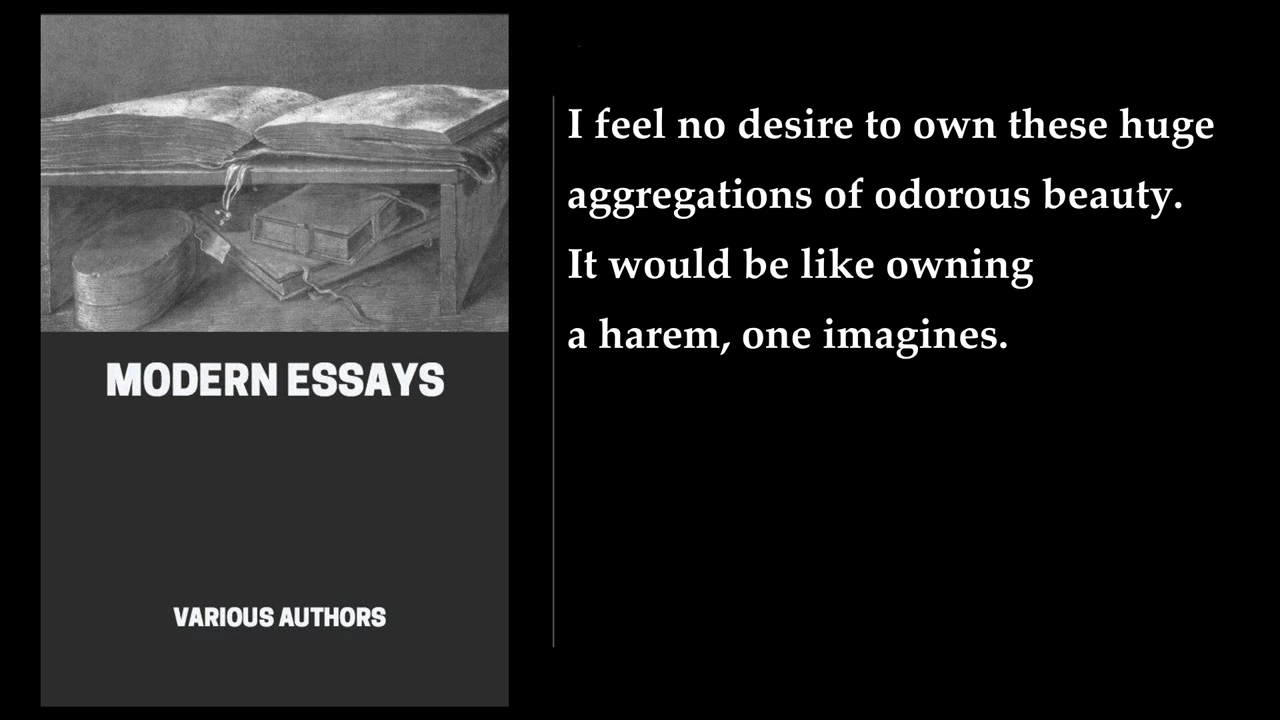 MODERN ESSAYS
VARIOUS AUTHORS
I feel no desire to own these huge
aggregations of odorous beauty.
It would be like owning
a harem, one imagines.